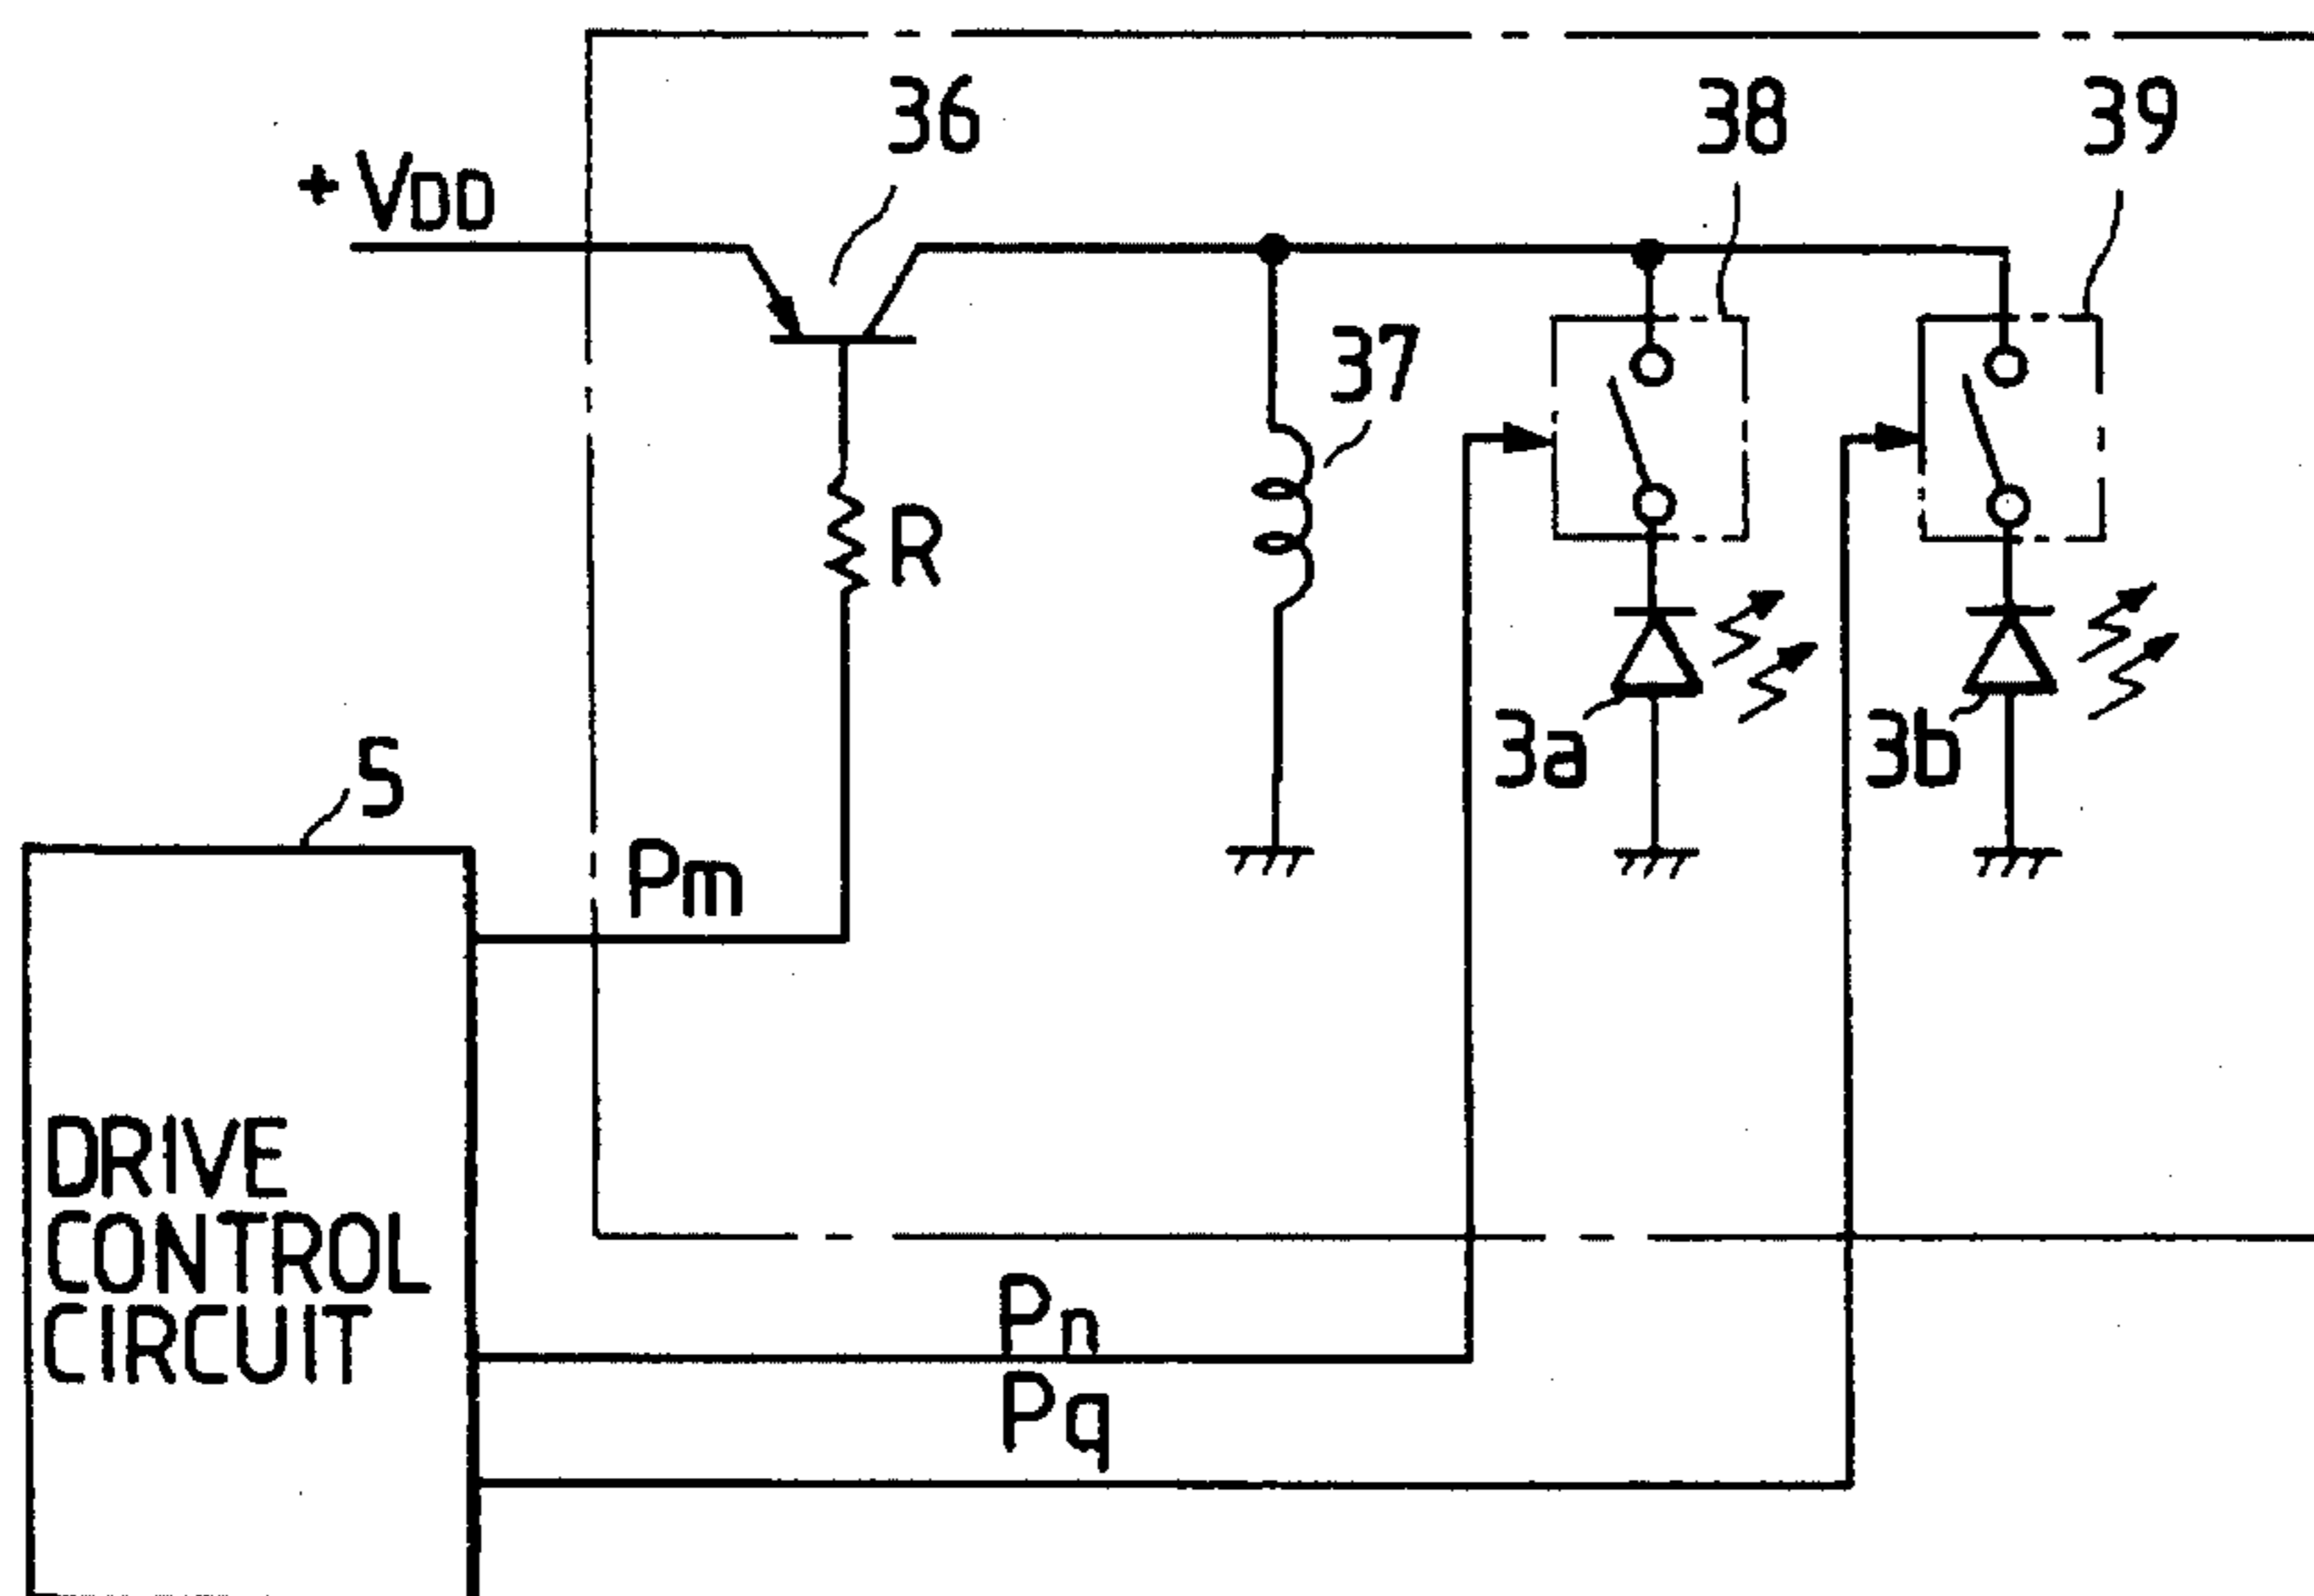 36
38
39
+ VDD
37
R
3a
3b
S
Pm
DRIVE
CONTROL
CIRCUIT
Pn
Pq